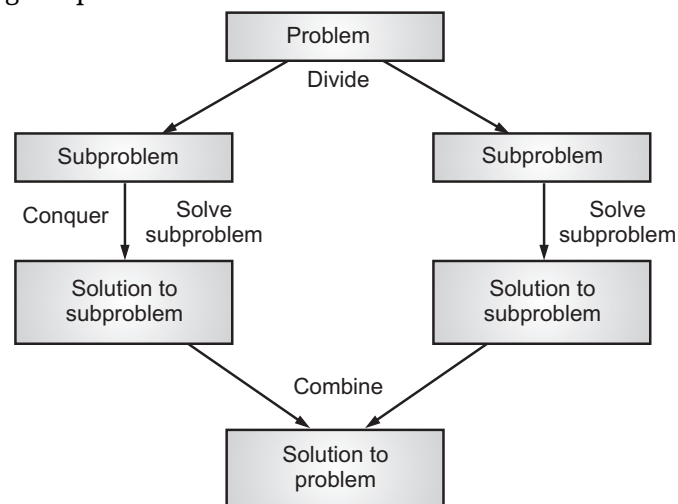 Problem
Divide
Subproblem
Subproblem
Conquer
Solve
subproblem
Solve
subproblem
Solution to
subproblem
Solution to
subproblem
Combine
Solution to
problem